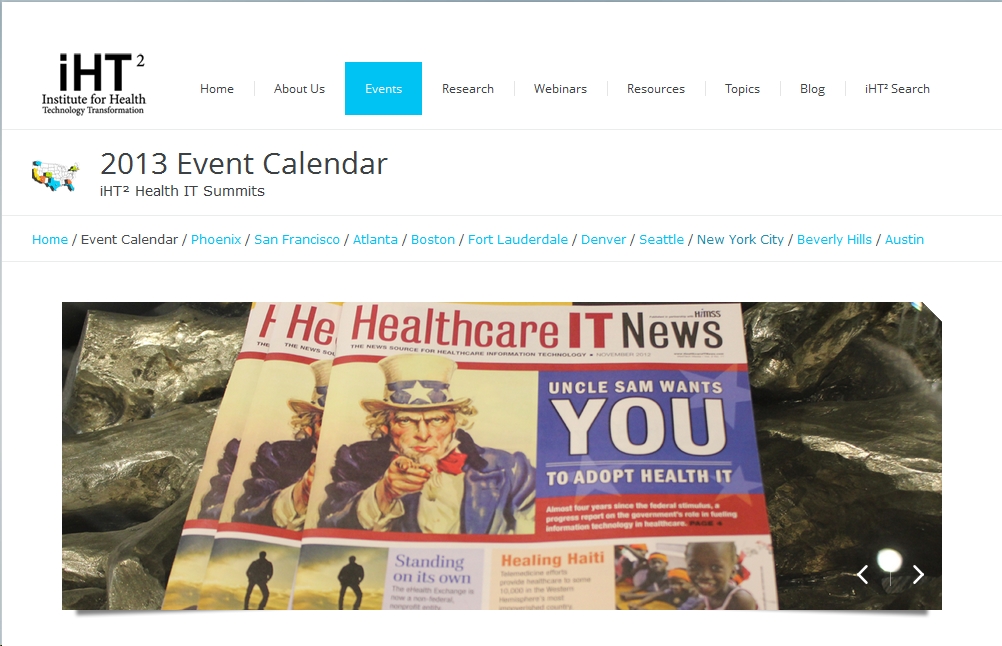 iHT²
Institute for Health
Technology Transformation
Home
About Us
Events
Research
Webinars
Resources
Topics
Blog
iHT² Search
2013 Event Calendar
iHT² Health IT Summits
Home / Event Calendar / Phoenix / San Francisco / Atlanta / Boston / Fort Lauderdale / Denver / Seattle / New York City / Beverly Hills / Austin
H
He
Healthcare IT News
HIMSS
THE NEWS SOURCE FOR HEALTHCARE INFORMATION TECHNOLOGY • NOVEMBER 2012
UNCLE SAM WANTS
YOU
TO ADOPT HEALTH IT
Almost four years since the federal stimulus, a
progress report on the government's role in fueling
information technology in healthcare. PAGE 4
Standing
on its own
The eHealth Exchange is
now a non-federal,
nonprofit entity.
Healing Haiti
Telemedicine efforts
provide healthcare to some
10,000 in the Western
Hemisphere's most
impoverished country.